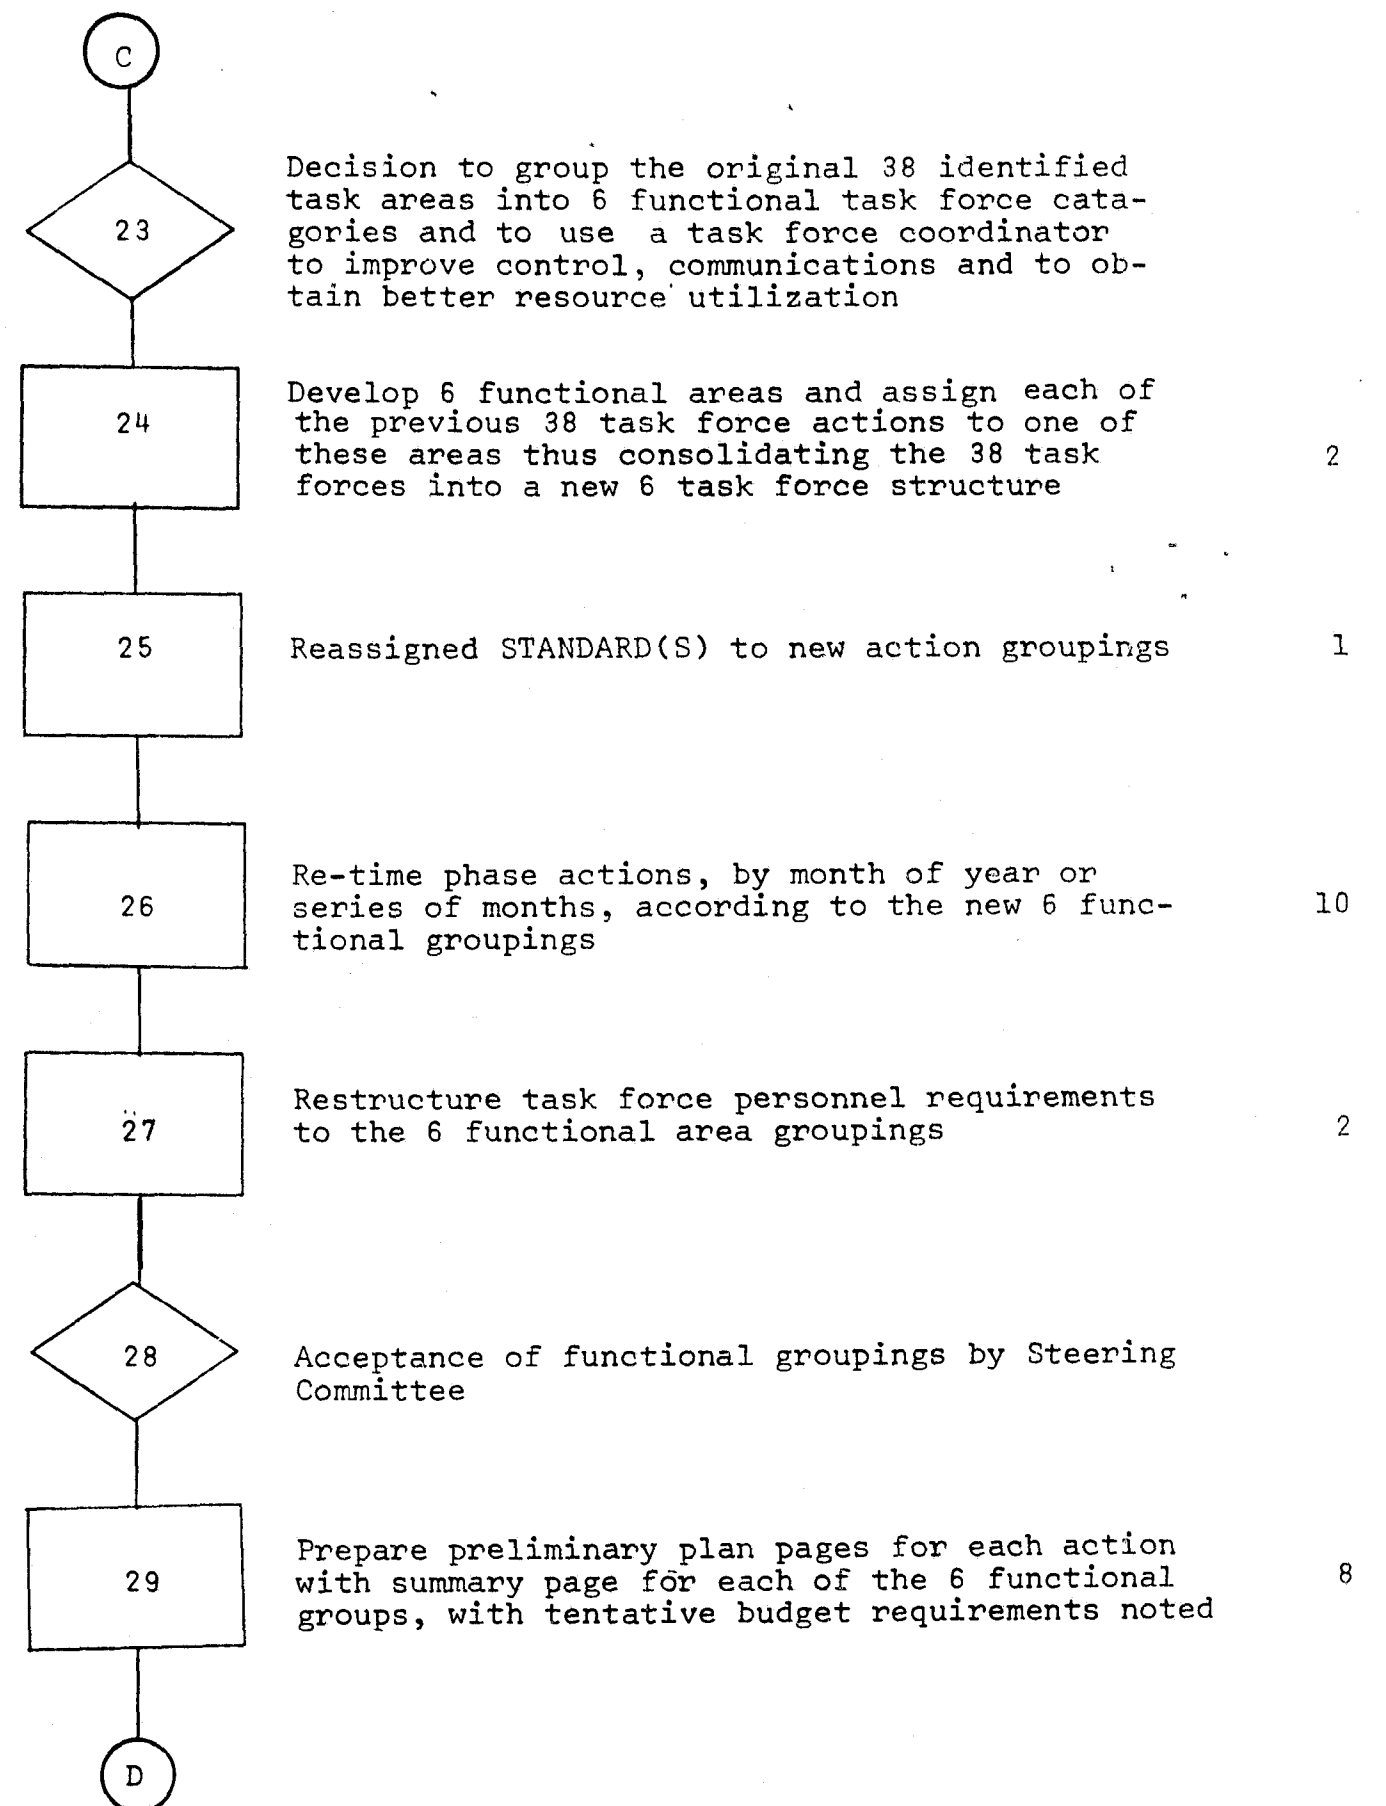 C
23
Decision to group the original 38 identified
task areas into 6 functional task force cata-
gories and to use a task force coordinator
to improve control, communications and to ob-
tain better resource utilization
24
Develop 6 functional areas and assign each of
the previous 38 task force actions to one of
these areas thus consolidating the 38 task
forces into a new 6 task force structure
2
25
Reassigned STANDARD(S) to new action groupings
1
26
Re-time phase actions, by month of year or
series of months, according to the new 6 func-
tional groupings
10
27
Restructure task force personnel requirements
to the 6 functional area groupings
2
28
Acceptance of functional groupings by Steering
Committee
29
Prepare preliminary plan pages for each action
with summary page for each of the 6 functional
groups, with tentative budget requirements noted
8
D